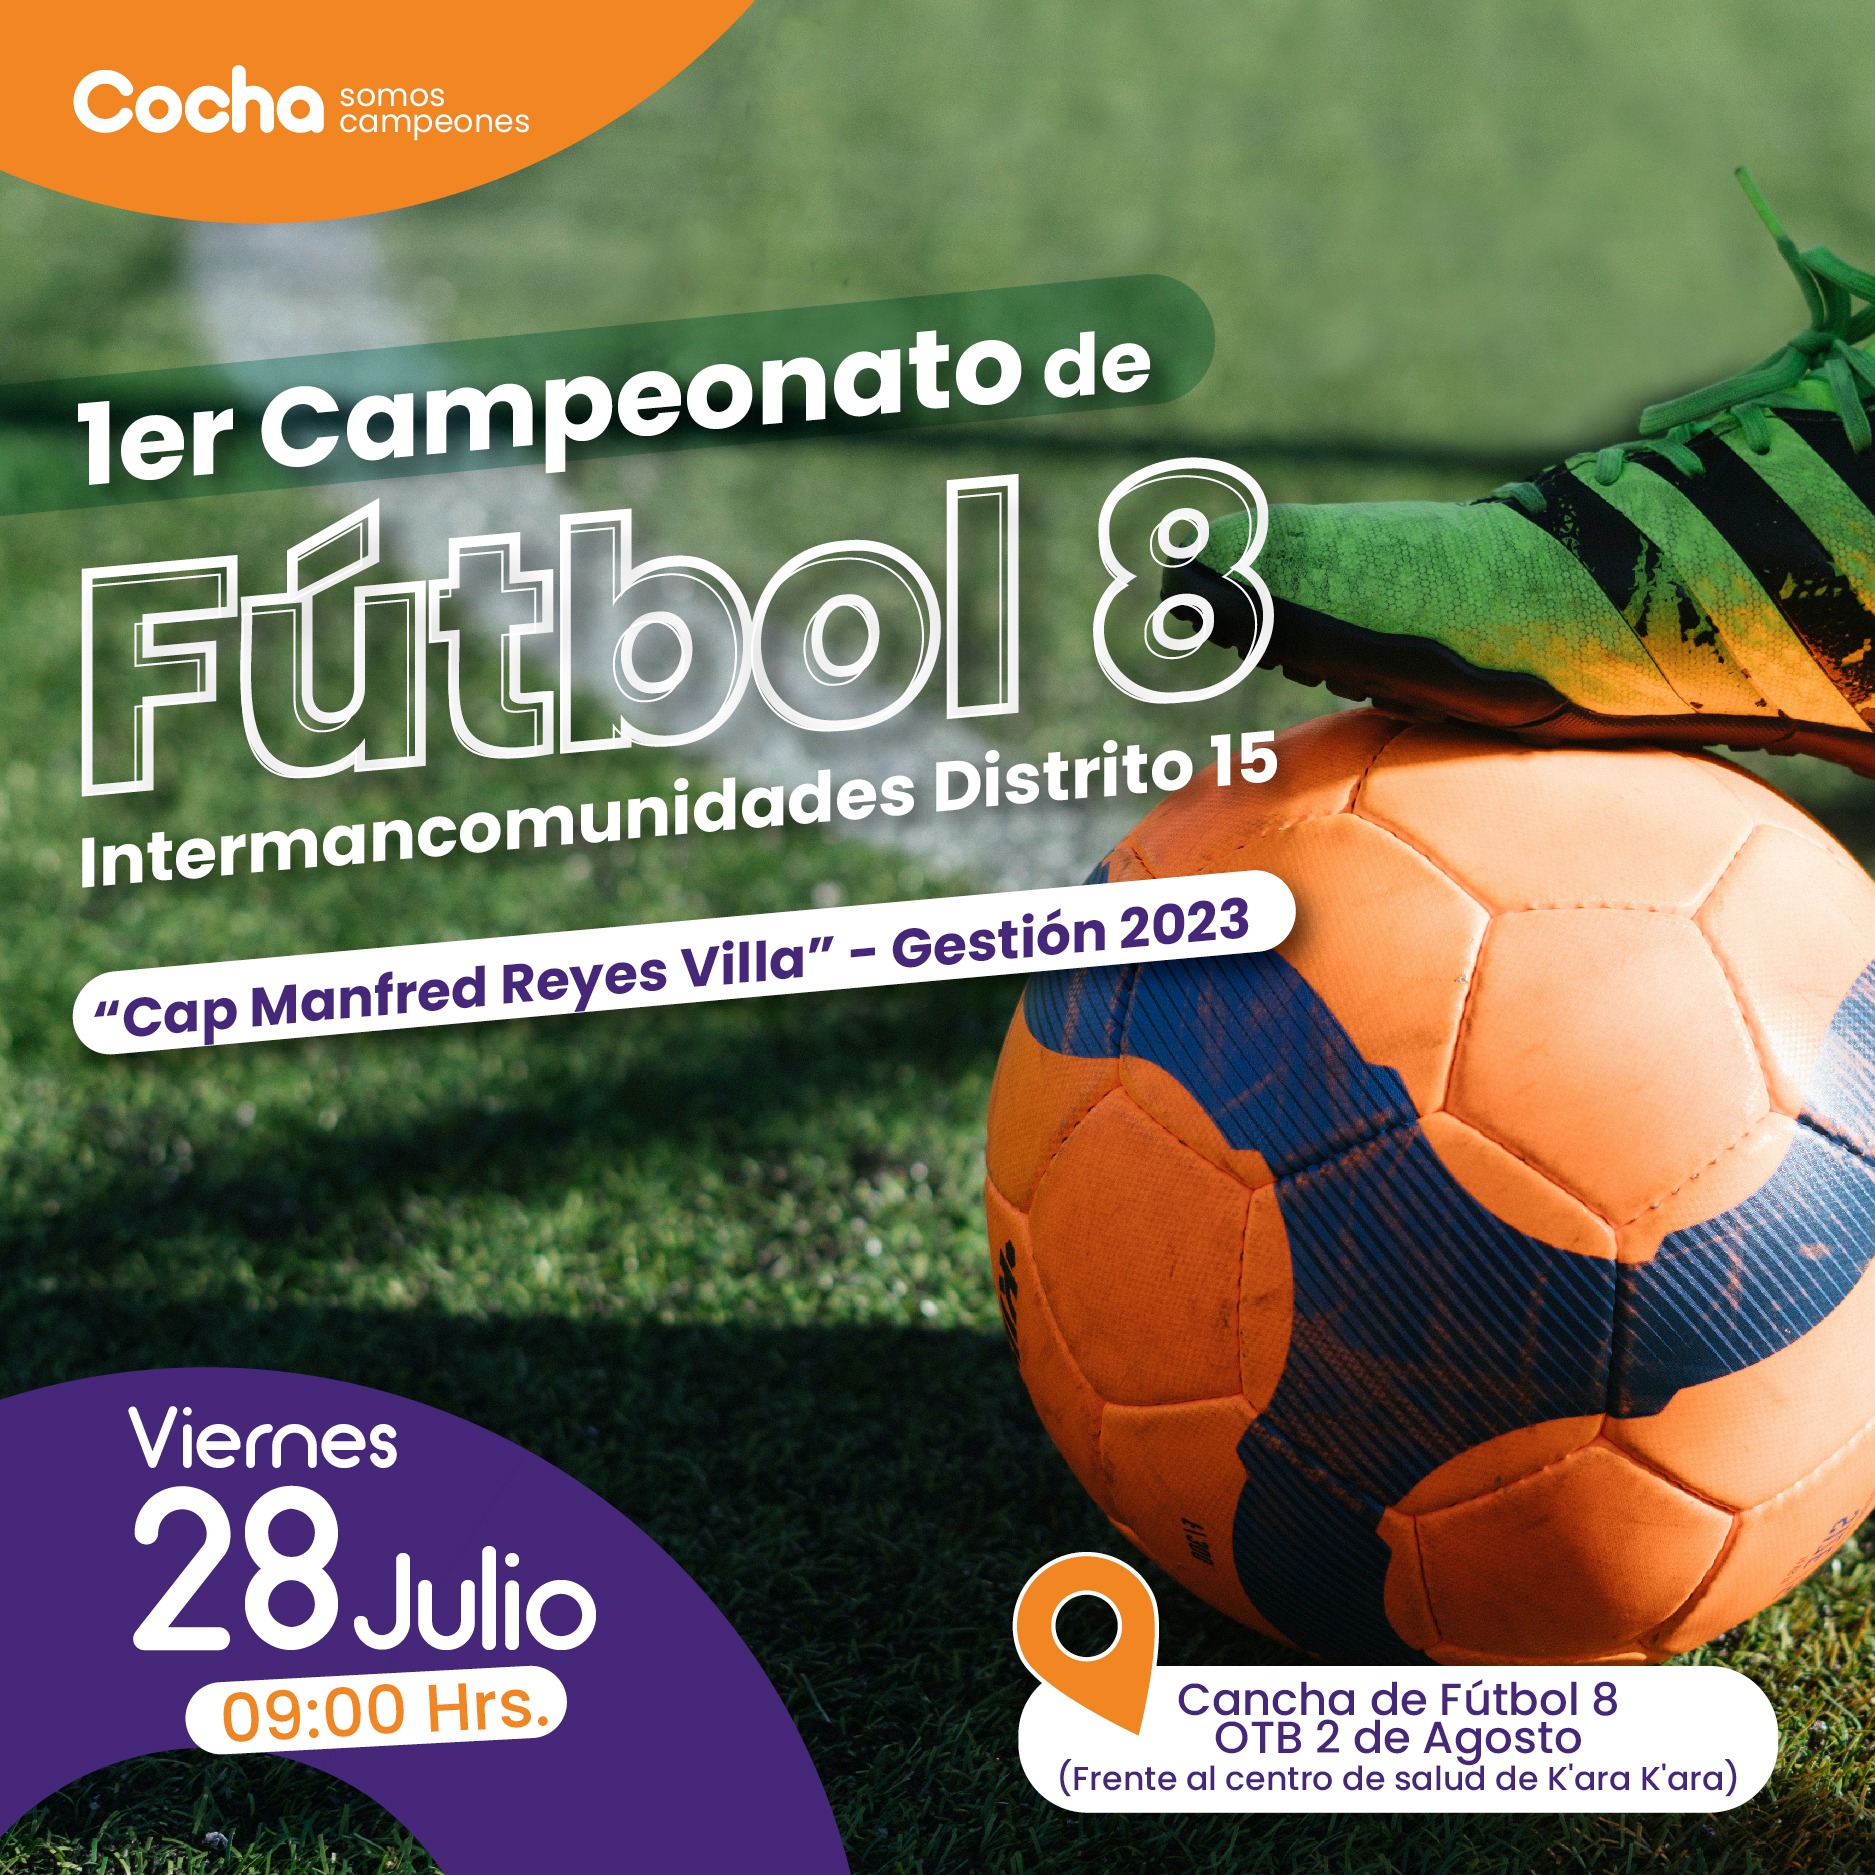 Cocha somos
campeones
1er Campeonato de
Fútbol 8
Intermancomunidades Distrito 15
“Cap Manfred Reyes Villa” - Gestión 2023
Viernes
28 Julio
09:00 Hrs.
Cancha de Fútbol 8
OTB 2 de Agosto
(Frente al centro de salud de K'ara K'ara)